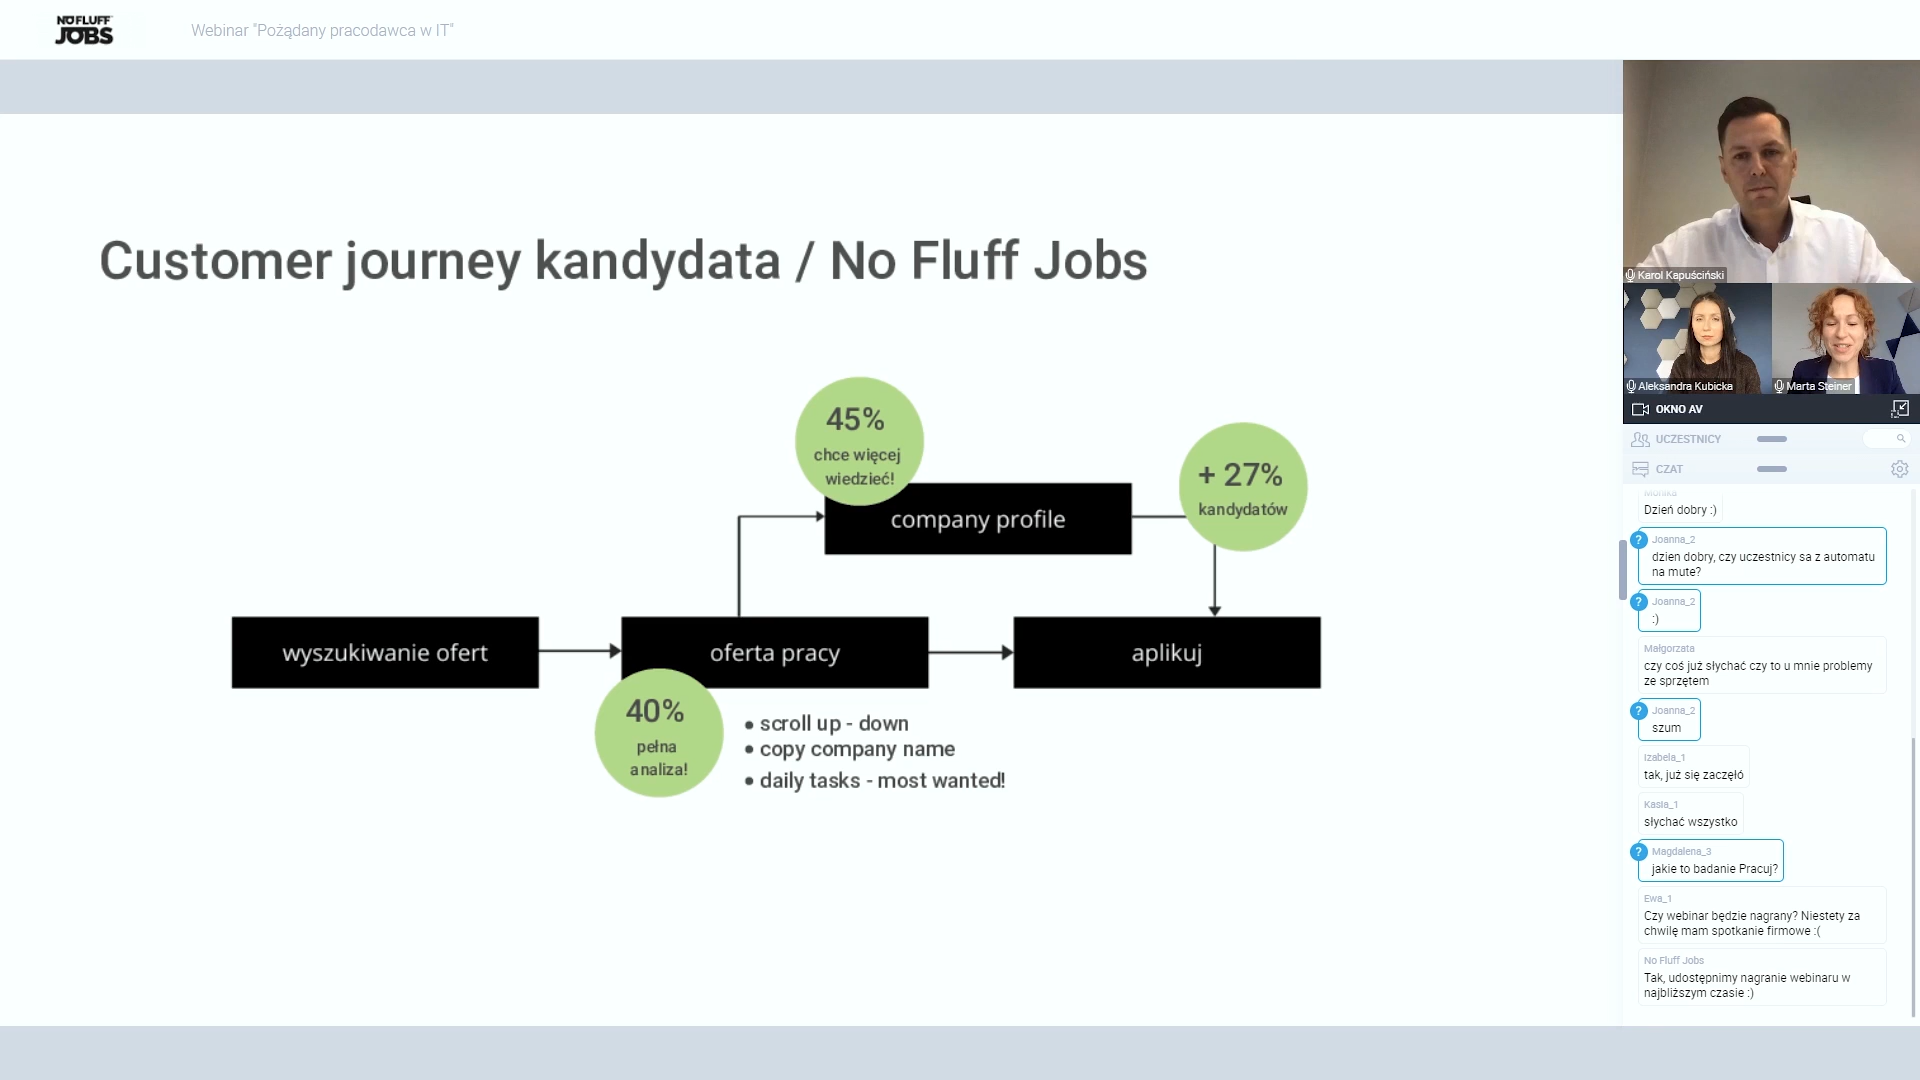 NO FLUFF
JOBS
Webinar "Pożądany pracodawca w IT"
Customer journey kandydata / No Fluff Jobs
45%
chce więcej
wiedzieć!
+ 27%
kandydatów
company profile
wyszukiwanie ofert
oferta pracy
aplikuj
40%
pełna
analiza!
• scroll up - down
• copy company name
• daily tasks - most wanted!
Karol Kapuściński
Aleksandra Kubicka
Marta Steiner
OKNO AV
UCZESTNICY
CZAT
Monika
Dzień dobry :)
?
Joanna_2
dzien dobry, czy uczestnicy sa z automatu
na mute?
?
Joanna_2
:)
Małgorzata
czy coś już słychać czy to u mnie problemy
ze sprzętem
?
Joanna_2
szum
Izabela_1
tak, już się zaczęłó
Kasia_1
słychać wszystko
?
Magdalena_3
jakie to badanie Pracuj?
Ewa_1
Czy webinar będzie nagrany? Niestety za
chwilę mam spotkanie firmowe :(
No Fluff Jobs
Tak, udostępnimy nagranie webinaru w
najbliższym czasie :)